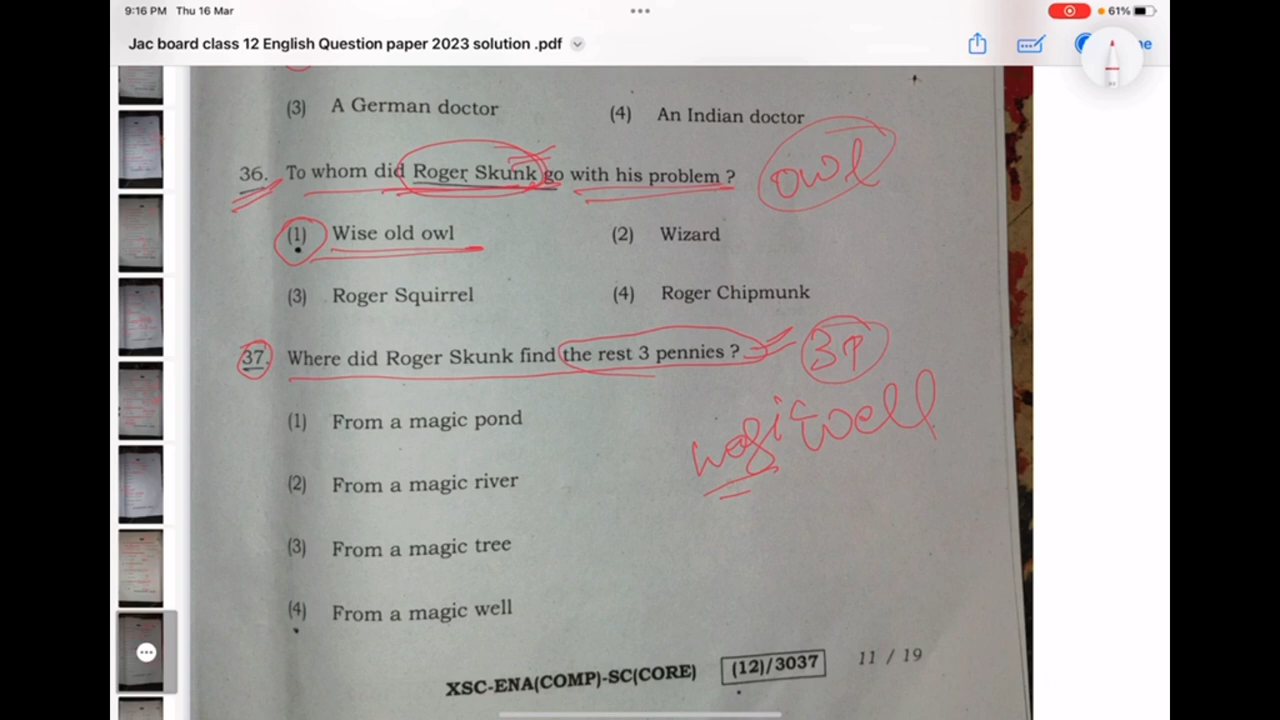 9:16 PM Thu 16 Mar
61%
Jac board class 12 English Question paper 2023 solution .pdf
(3) A German doctor (4) An Indian doctor
36. To whom did Roger Skunk go with his problem ? owl
(1) Wise old owl (2) Wizard
(3) Roger Squirrel (4) Roger Chipmunk
37. Where did Roger Skunk find the rest 3 pennies ? 3P
(1) From a magic pond
well
(2) From a magic river
(3) From a magic tree
(4) From a magic well
XSC-ENA(COMP)-SC(CORE) (12)/3037 11 / 19